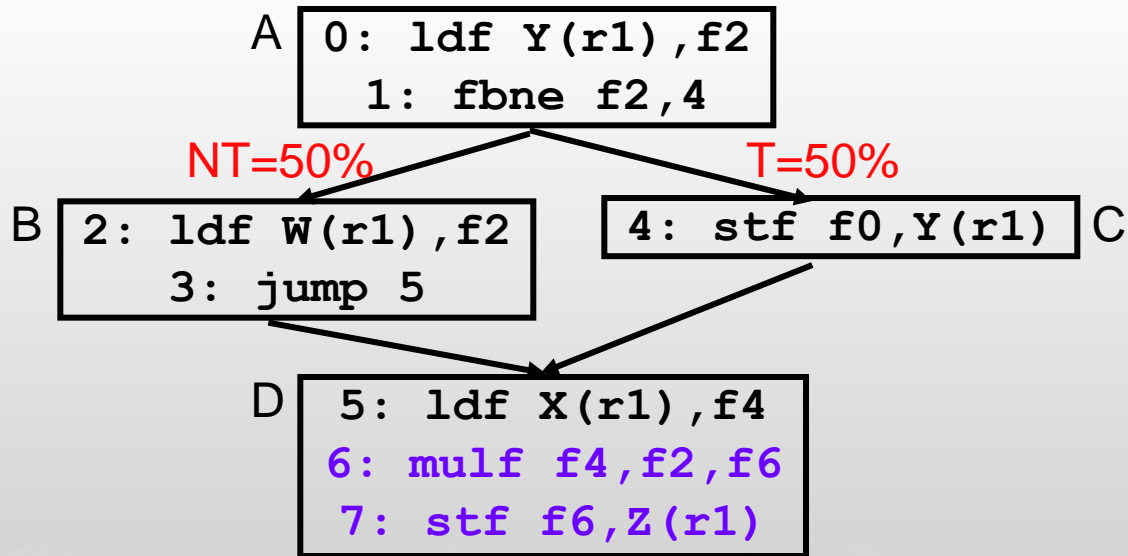 A
0: ldf Y(r1),f2
1: fbne f2,4
NT=50%
T=50%
B
2: ldf W(r1),f2
3: jump 5
4: stf f0,Y(r1)
C
D
5: ldf X(r1),f4
6: mulf f4,f2,f6
7: stf f6,Z(r1)